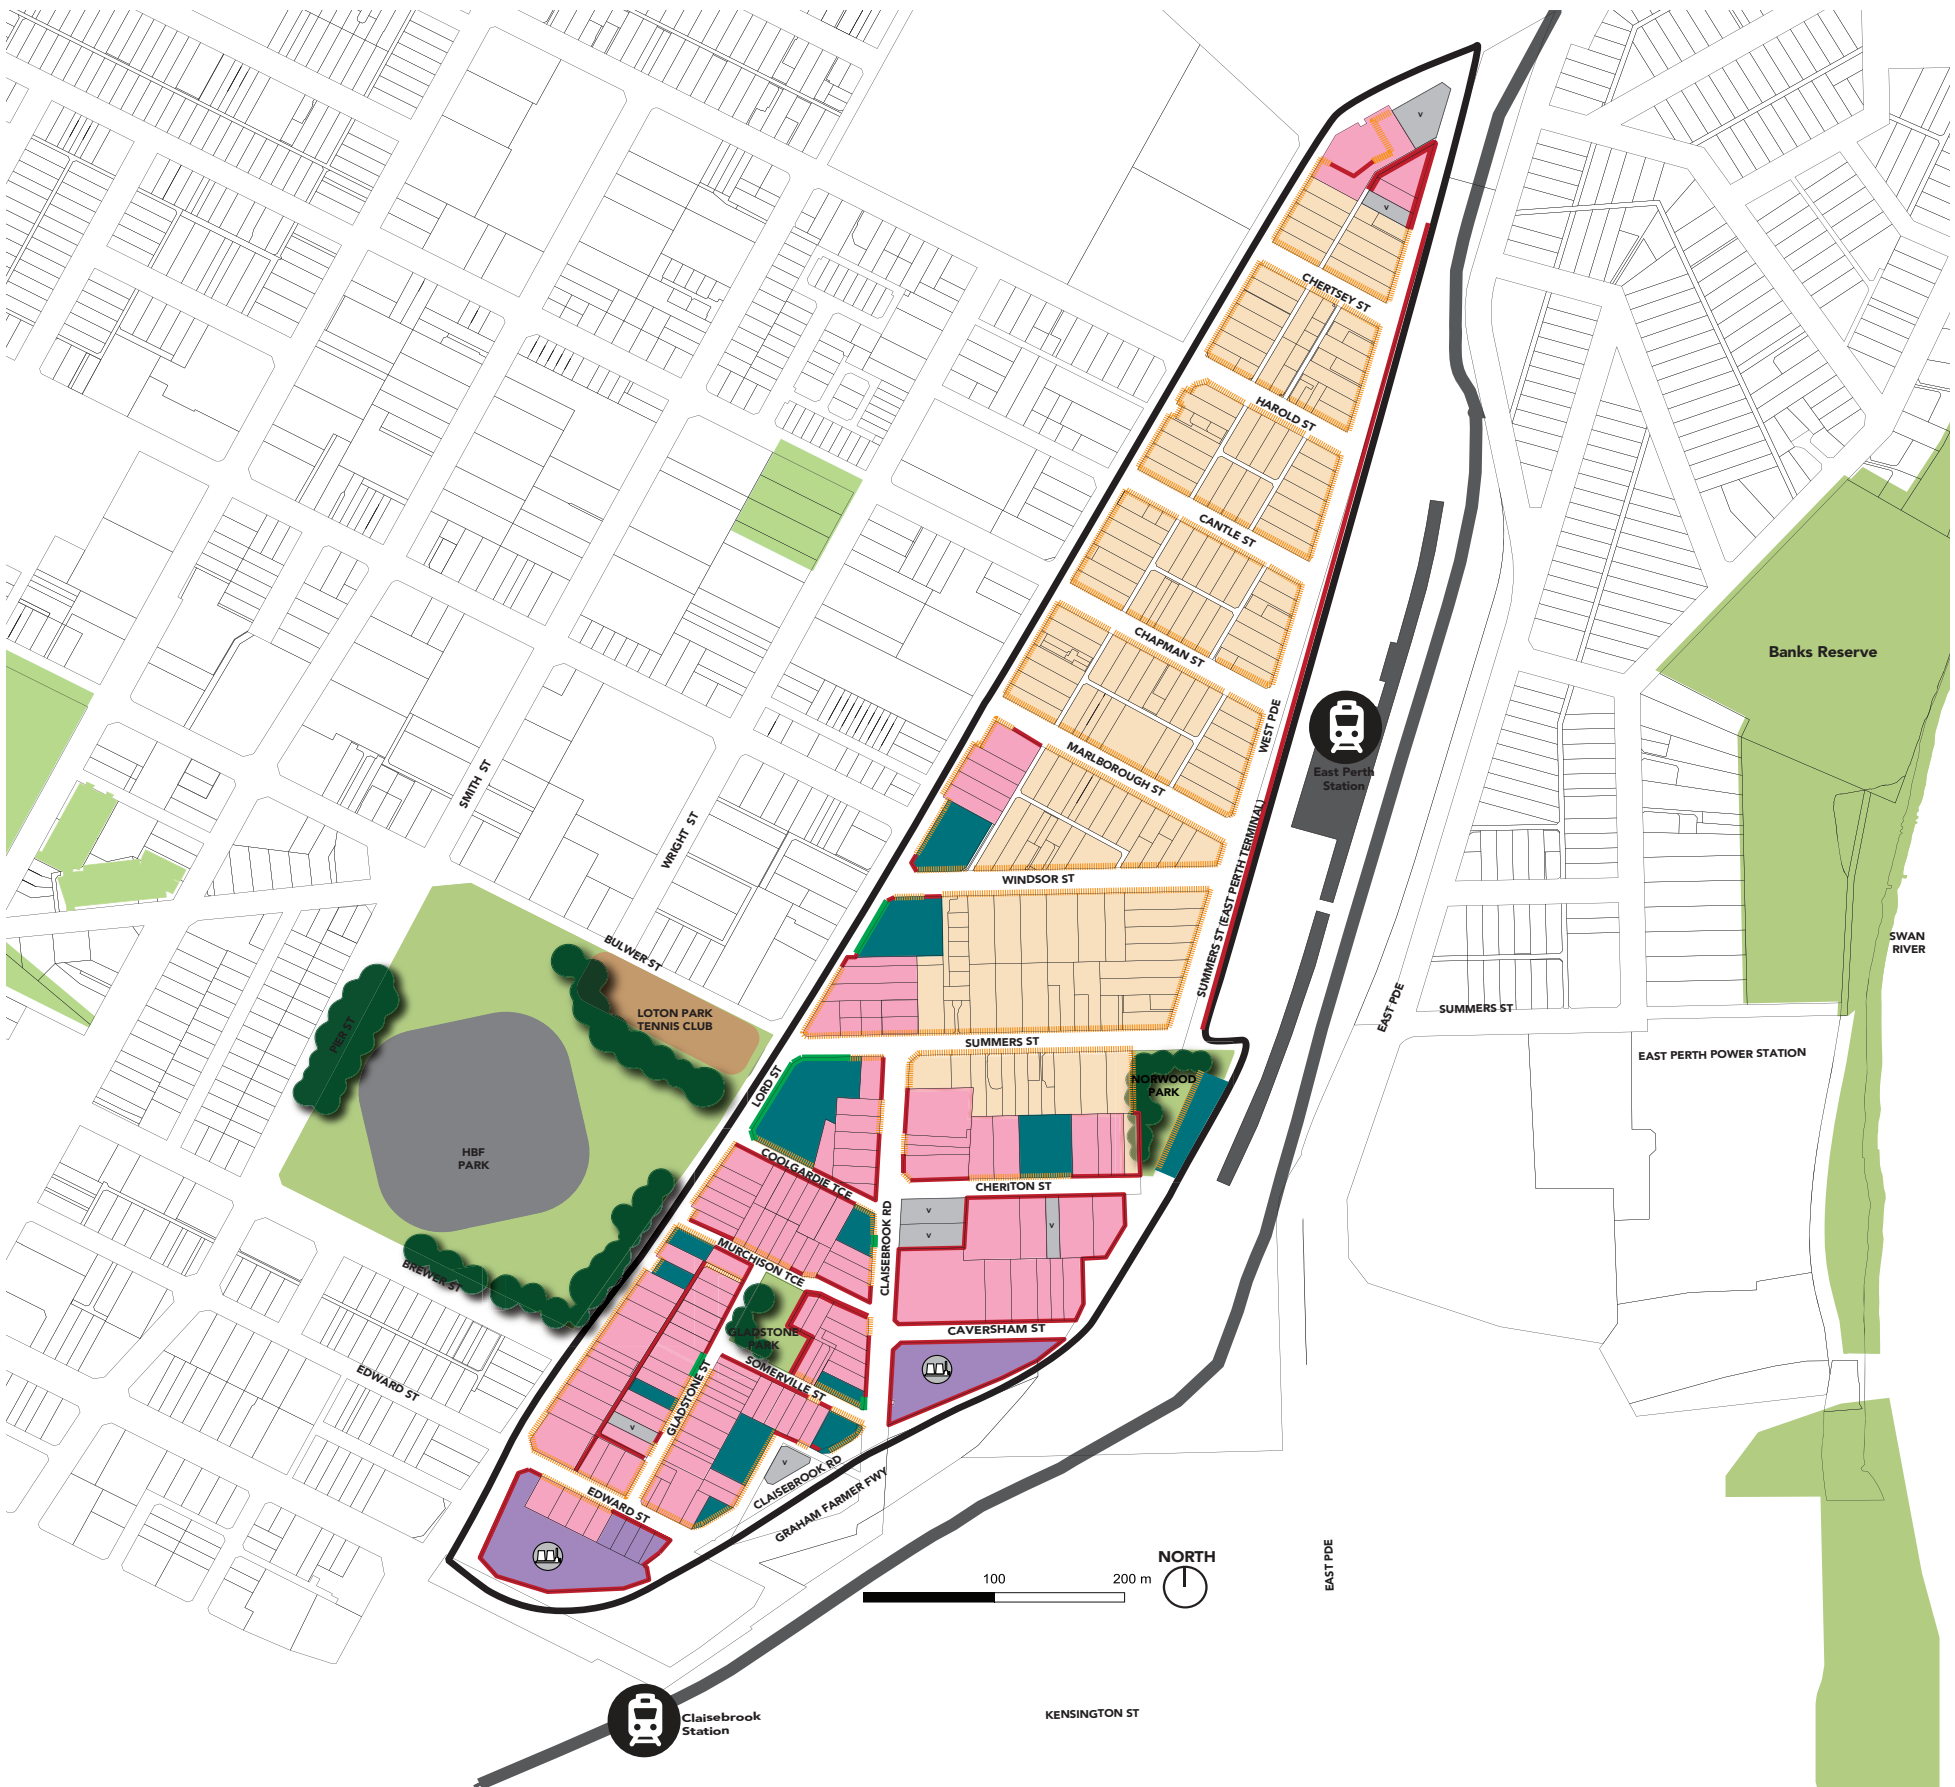 V
V
CHERTSEY ST
HAROLD ST
CANTLE ST
CHAPMAN ST
Banks Reserve
WEST PDE
MARLBOROUGH ST
East Perth
Station
SMITH ST
WRIGHT ST
SUMMERS ST (EAST PERTH TERMINAL)
WINDSOR ST
BULWER ST
SWAN
RIVER
EAST PDE
SUMMERS ST
LOTON PARK
TENNIS CLUB
PIER ST
SUMMERS ST
EAST PERTH POWER STATION
LORD ST
NORWOOD
PARK
HBF
PARK
COOLGARDIE TCE
CHERITON ST
CLAISEBROOK RD
V
V
V
MURCHISON TCE
BREWER ST
GLADSTONE
PARK
CAVERSHAM ST
SOMERVILLE ST
EDWARD ST
GLADSTONE ST
V
V
CLAISEBROOK RD
EDWARD ST
GRAHAM FARMER FWY
EAST PDE
NORTH
100
200 m
Claisebrook
Station
KENSINGTON ST